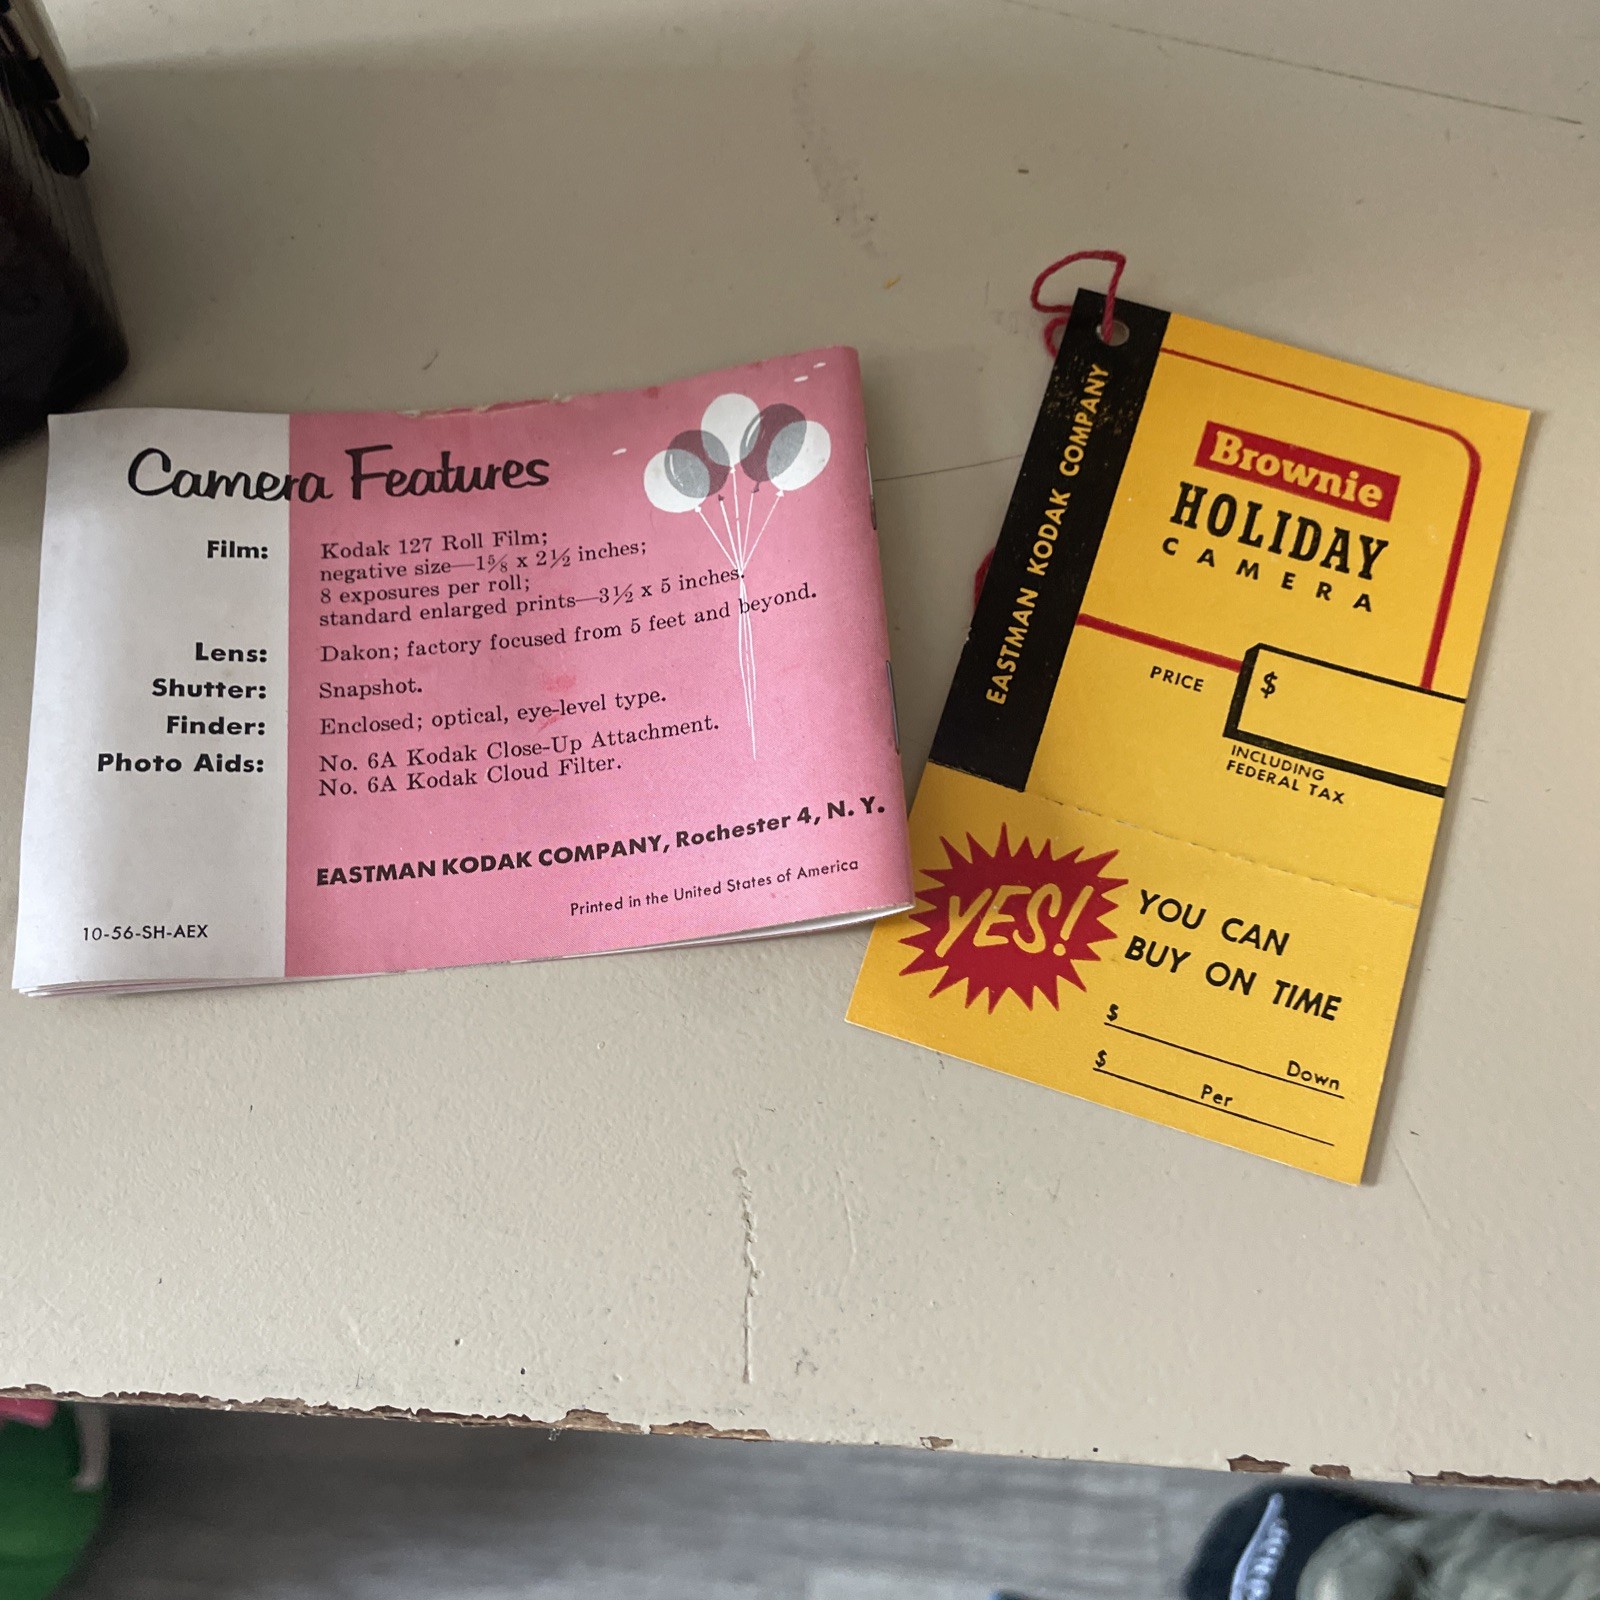 Camera Features
Film: Kodak 127 Roll Film;
negative size—1⅝ x 2½ inches;
8 exposures per roll;
standard enlarged prints—3½ x 5 inches.
Lens: Dakon; factory focused from 5 feet and beyond.
Shutter: Snapshot.
Finder: Enclosed; optical, eye-level type.
Photo Aids: No. 6A Kodak Close-Up Attachment.
No. 6A Kodak Cloud Filter.
EASTMAN KODAK COMPANY, Rochester 4, N. Y.
Printed in the United States of America
10-56-SH-AEX
EASTMAN KODAK COMPANY
Brownie
HOLIDAY
CAMERA
PRICE $
INCLUDING
FEDERAL TAX
YES!
YOU CAN
BUY ON TIME
$ Down
$ Per